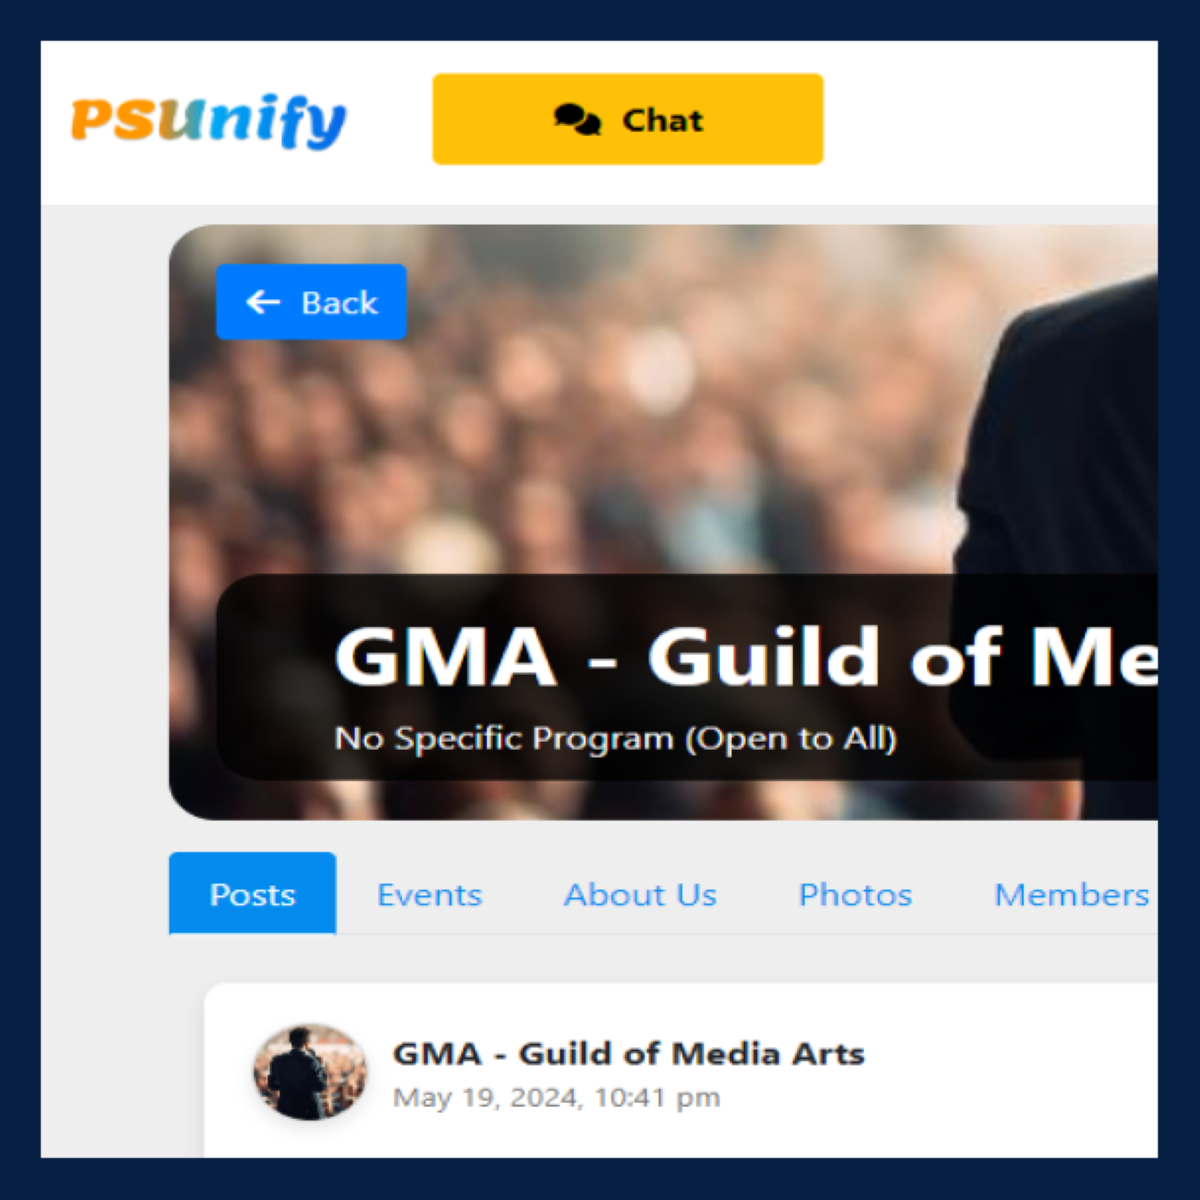 PSUnify
Chat
Back
GMA - Guild of Me
No Specific Program (Open to All)
Posts Events About Us Photos Members
GMA - Guild of Media Arts
May 19, 2024, 10:41 pm